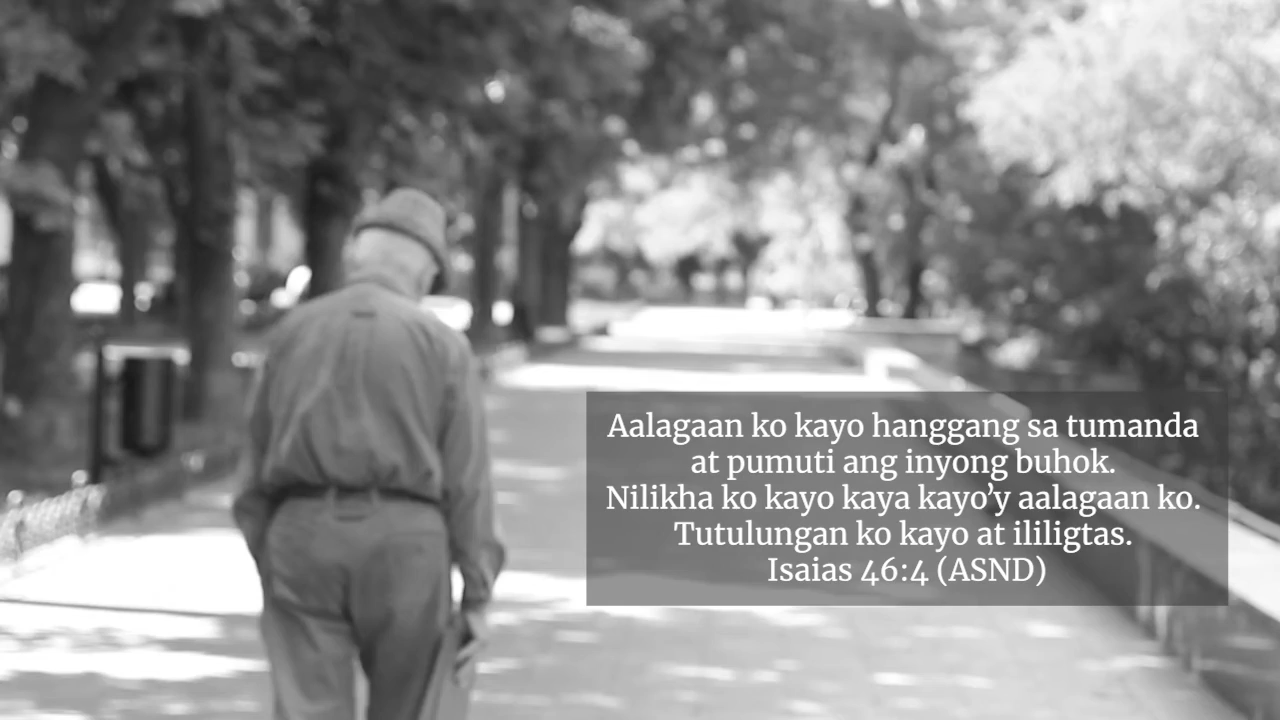 Aalagaan ko kayo hanggang sa tumanda
at pumuti ang inyong buhok.
Nilikha ko kayo kaya kayo’y aalagaan ko.
Tutulungan ko kayo at ililigtas.
Isaias 46:4 (ASND)